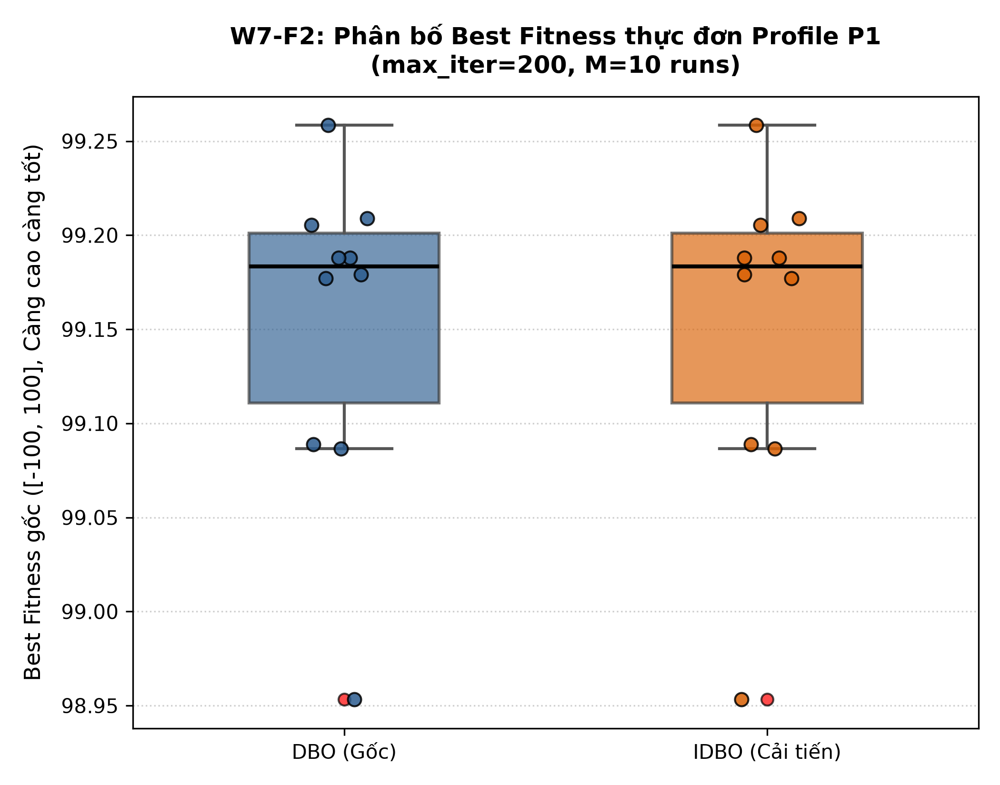 W7-F2: Phân bố Best Fitness thực đơn Profile P1
(max_iter=200, M=10 runs)
Best Fitness gốc ([-100, 100], Càng cao càng tốt)
99.25
99.20
99.15
99.10
99.05
99.00
98.95
DBO (Gốc)
IDBO (Cải tiến)